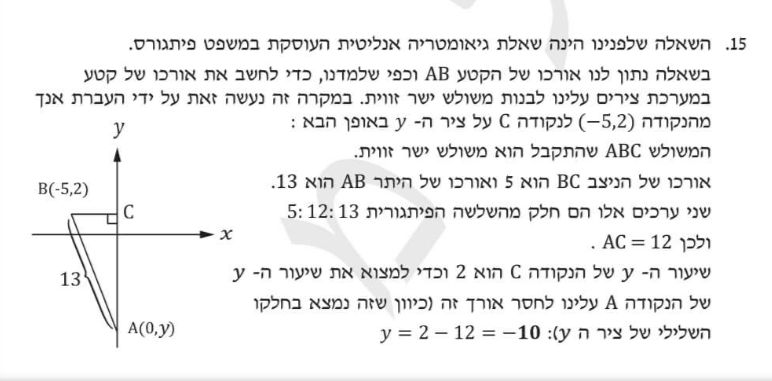 15. השאלה שלפנינו הינה שאלת גיאומטריה אנליטית העוסקת במשפט פיתגורס.
בשאלה נתון לנו אורכו של הקטע AB וכפי שלמדנו, כדי לחשב את אורכו של קטע
במערכת צירים עלינו לבנות משולש ישר זווית. במקרה זה נעשה זאת על ידי העברת אנך
מהנקודה (−5,2) לנקודה C על ציר ה- y באופן הבא :
המשולש ABC שהתקבל הוא משולש ישר זווית.
אורכו של הניצב BC הוא 5 ואורכו של היתר AB הוא 13.
שני ערכים אלו הם חלק מהשלשה הפיתגורית 5: 12: 13
ולכן AC = 12 .
שיעור ה- y של הנקודה C הוא 2 וכדי למצוא את שיעור ה- y
של הנקודה A עלינו לחסר אורך זה (כיוון שזה נמצא בחלקו
השלילי של ציר ה y): y = 2 − 12 = −10
y
B(-5,2)
C
x
13
A(0,y)